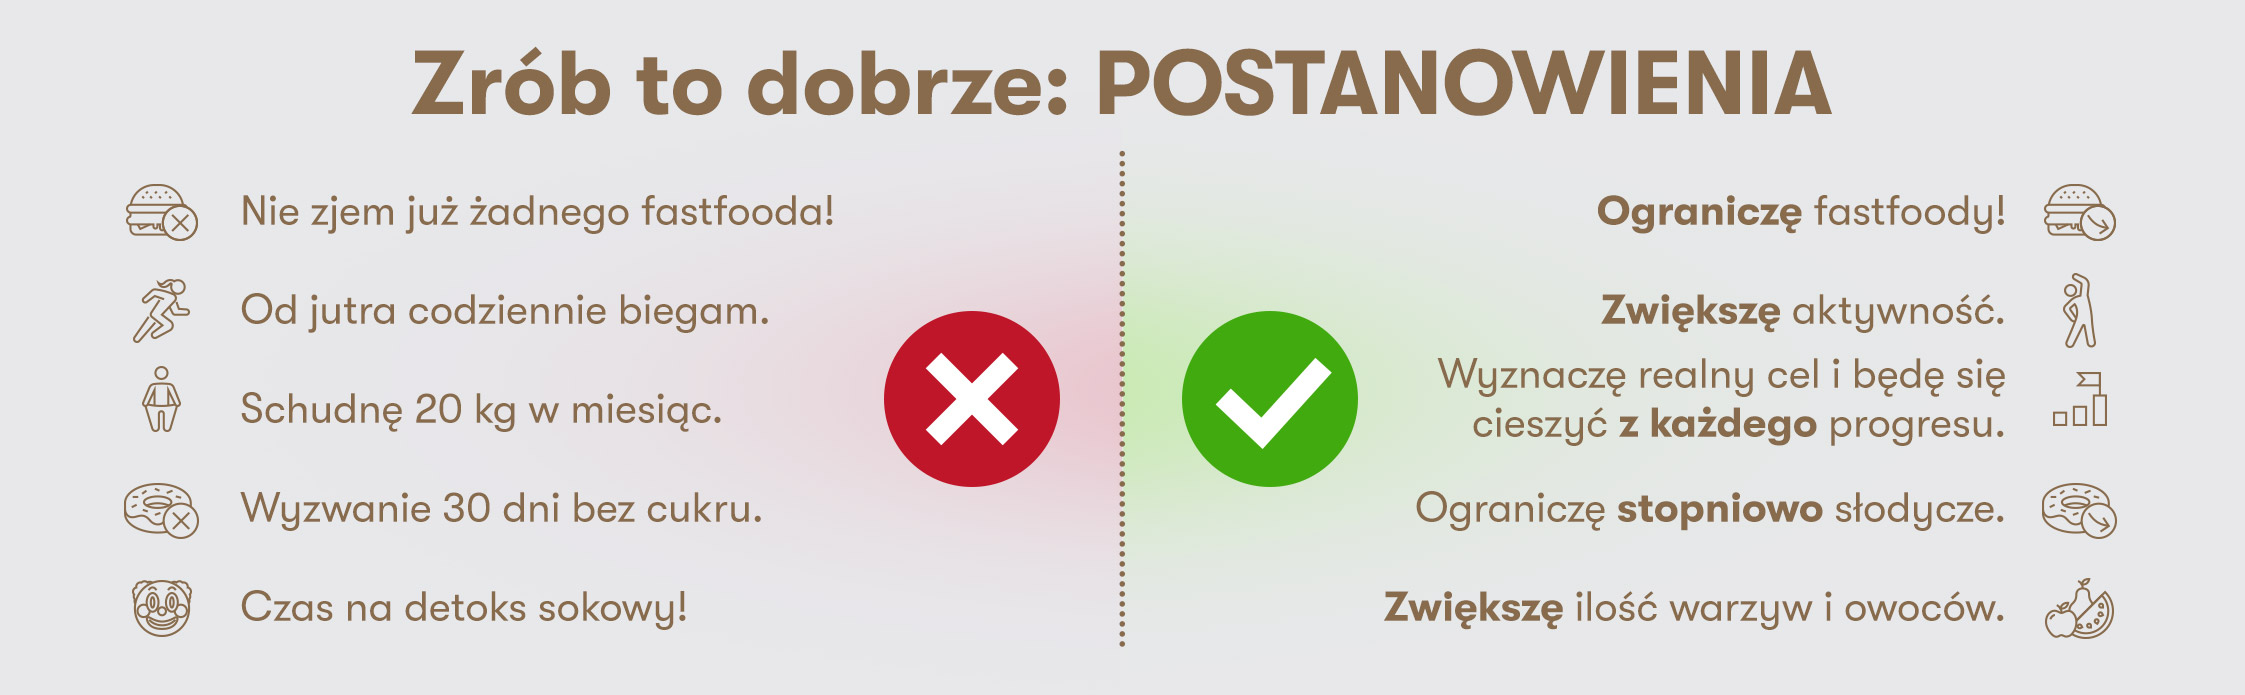 Zrób to dobrze: POSTANOWIENIA
Nie zjem już żadnego fastfooda!
Od jutra codziennie biegam.
Schudnę 20 kg w miesiąc.
Wyzwanie 30 dni bez cukru.
Czas na detoks sokowy!
Ograniczę fastfoody!
Zwiększę aktywność.
Wyznaczę realny cel i będę się
cieszyć z każdego progresu.
Ograniczę stopniowo słodycze.
Zwiększę ilość warzyw i owoców.